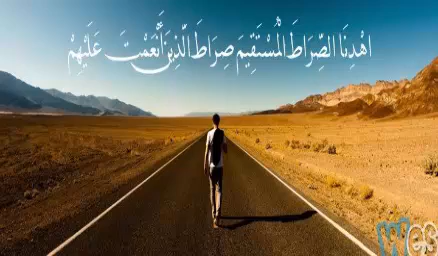 اهْدِنَا الصِّرَاطَ الْمُسْتَقِيمَ صِرَاطَ الَّذِينَ أَنْعَمْتَ عَلَيْهِمْ